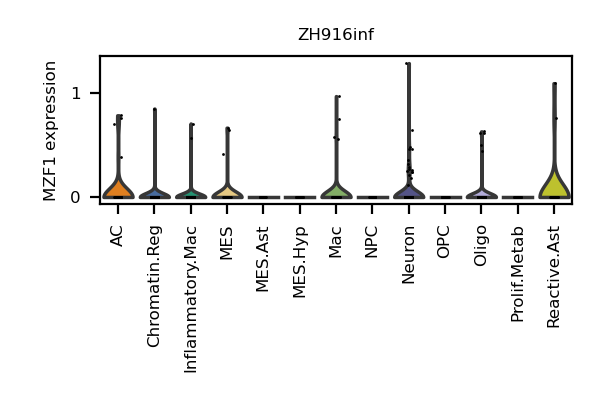 ZH916inf
MZF1 expression
1
0
AC
Chromatin.Reg
Inflammatory.Mac
MES
MES.Ast
MES.Hyp
Mac
NPC
Neuron
OPC
Oligo
Prolif.Metab
Reactive.Ast